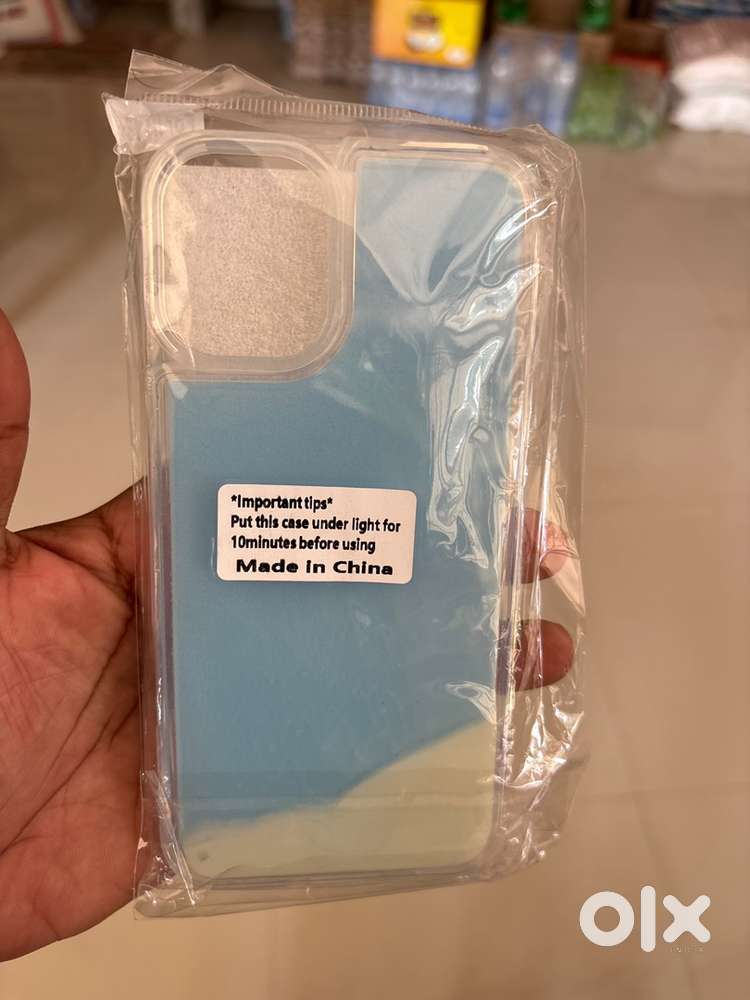 *Important tips*
Put this case under light for
10minutes before using
Made in China
olx